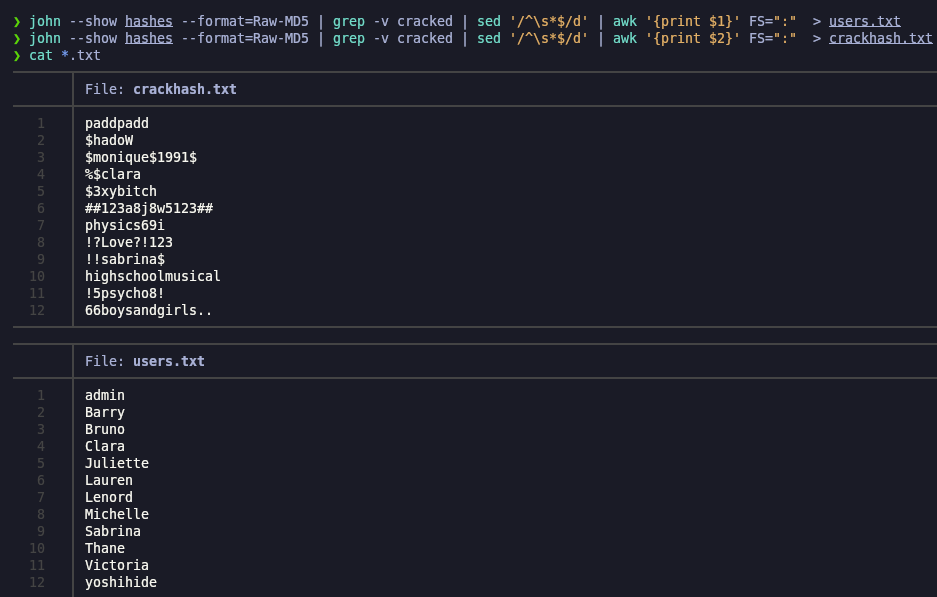 ❯ john --show hashes --format=Raw-MD5 | grep -v cracked | sed '/^\s*$/d' | awk '{print $1}' FS=":"  > users.txt
❯ john --show hashes --format=Raw-MD5 | grep -v cracked | sed '/^\s*$/d' | awk '{print $2}' FS=":"  > crackhash.txt
❯ cat *.txt
File: crackhash.txt
1 paddpadd
2 $hadoW
3 $monique$1991$
4 %$clara
5 $3xybitch
6 ##123a8j8w5123##
7 physics69i
8 !?Love?!123
9 !!sabrina$
10 highschoolmusical
11 !5psycho8!
12 66boysandgirls..
File: users.txt
1 admin
2 Barry
3 Bruno
4 Clara
5 Juliette
6 Lauren
7 Lenord
8 Michelle
9 Sabrina
10 Thane
11 Victoria
12 yoshihide